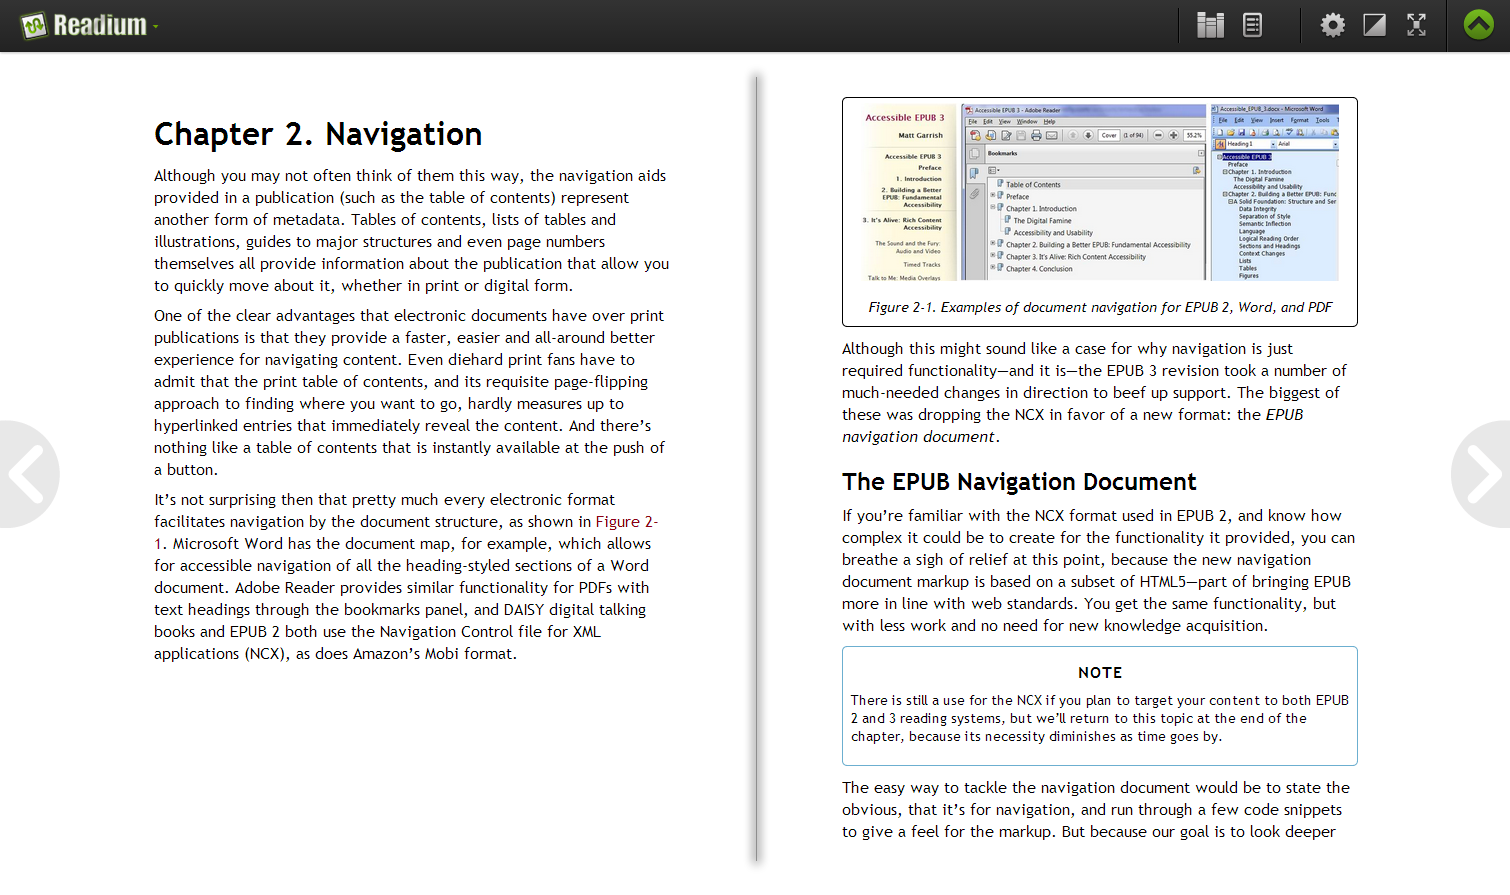 Readium
Chapter 2. Navigation
Although you may not often think of them this way, the navigation aids
provided in a publication (such as the table of contents) represent
another form of metadata. Tables of contents, lists of tables and
illustrations, guides to major structures and even page numbers
themselves all provide information about the publication that allow you
to quickly move about it, whether in print or digital form.
One of the clear advantages that electronic documents have over print
publications is that they provide a faster, easier and all-around better
experience for navigating content. Even diehard print fans have to
admit that the print table of contents, and its requisite page-flipping
approach to finding where you want to go, hardly measures up to
hyperlinked entries that immediately reveal the content. And there’s
nothing like a table of contents that is instantly available at the push of
a button.
It’s not surprising then that pretty much every electronic format
facilitates navigation by the document structure, as shown in Figure 2-
1. Microsoft Word has the document map, for example, which allows
for accessible navigation of all the heading-styled sections of a Word
document. Adobe Reader provides similar functionality for PDFs with
text headings through the bookmarks panel, and DAISY digital talking
books and EPUB 2 both use the Navigation Control file for XML
applications (NCX), as does Amazon’s Mobi format.
Accessible EPUB 3
Matt Garrish
Accessible EPUB 3
Preface
1. Introduction
2. Building a Better
EPUB: Fundamental
Accessibility
3. It's Alive: Rich Content
Accessibility
The Sound and the Fury:
Audio and Video
Timed Tracks
Talk to Me: Media Overlays
Accessible EPUB 3 - Adobe Reader
File Edit View Window Help
Cover (1 of 94) 55.2%
Bookmarks
Table of Contents
Preface
Chapter 1. Introduction
The Digital Famine
Accessibility and Usability
Chapter 2. Building a Better EPUB: Fundamental Accessibility
Chapter 3. It's Alive: Rich Content Accessibility
Chapter 4. Conclusion
Accessible_EPUB_3.docx - Microsoft Word
File Edit View Insert Format Tools
Heading 1 Arial
Accessible EPUB 3
Preface
Chapter 1. Introduction
The Digital Famine
Accessibility and Usability
Chapter 2. Building a Better EPUB: Func
A Solid Foundation: Structure and Ser
Data Integrity
Separation of Style
Semantic Inflection
Language
Logical Reading Order
Sections and Headings
Context Changes
Lists
Tables
Figures
Figure 2-1. Examples of document navigation for EPUB 2, Word, and PDF
Although this might sound like a case for why navigation is just
required functionality—and it is—the EPUB 3 revision took a number of
much-needed changes in direction to beef up support. The biggest of
these was dropping the NCX in favor of a new format: the EPUB
navigation document.
The EPUB Navigation Document
If you’re familiar with the NCX format used in EPUB 2, and know how
complex it could be to create for the functionality it provided, you can
breathe a sigh of relief at this point, because the new navigation
document markup is based on a subset of HTML5—part of bringing EPUB
more in line with web standards. You get the same functionality, but
with less work and no need for new knowledge acquisition.
NOTE
There is still a use for the NCX if you plan to target your content to both EPUB
2 and 3 reading systems, but we’ll return to this topic at the end of the
chapter, because its necessity diminishes as time goes by.
The easy way to tackle the navigation document would be to state the
obvious, that it’s for navigation, and run through a few code snippets
to give a feel for the markup. But because our goal is to look deeper